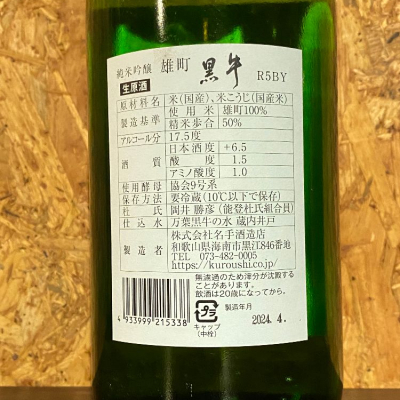 純米吟醸 雄町 黒牛 R5BY
生原酒
原材料名 米(国産)、米こうじ(国産米)
製造基準 使用米 雄町100%
精米歩合 50%
アルコール分 17.5度
酒質 日本酒度 +6.5
酸度 1.5
アミノ酸度 1.0
使用酵母 協会9号系
保存方法 要冷蔵(10℃以下で保存)
杜氏 岡井勝彦(能登杜氏組合員)
仕込水 万葉黒牛の水 蔵内井戸
製造者 株式会社名手酒造店
和歌山県海南市黒江846番地
TEL 073-482-0005
https://kuroushi.co.jp
無濾過のため滓分が沈殿する
ことがあります。
飲酒は20歳になってから。
プラ
キャップ
(中栓)
製造年月
2024.4.
4 933999 215338